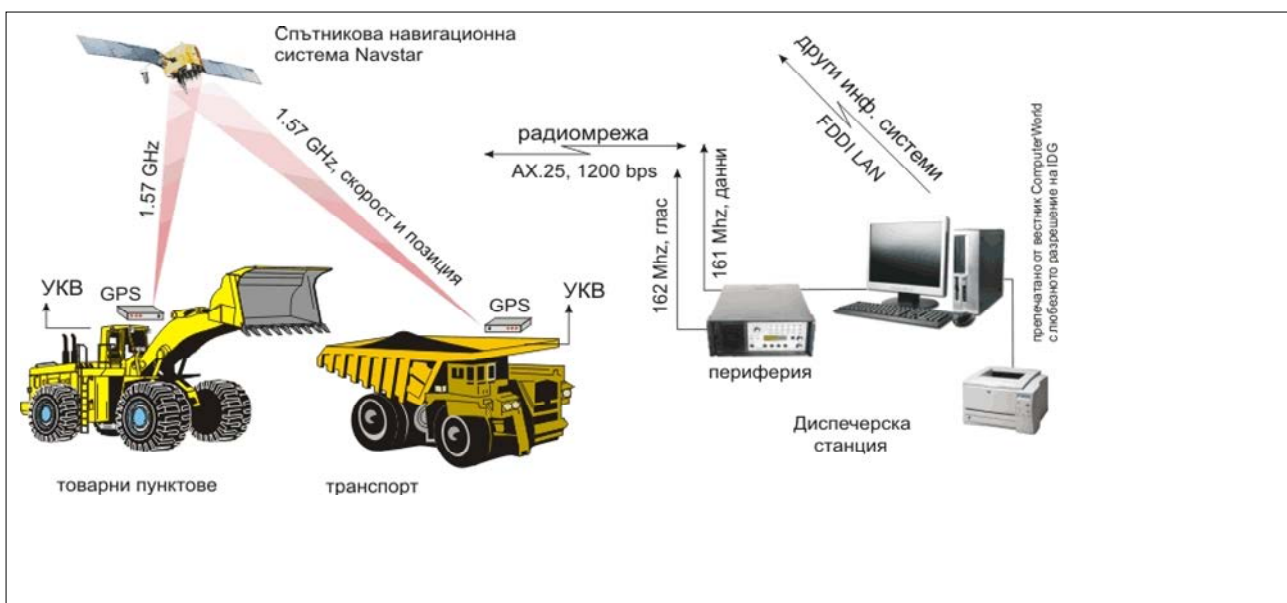 Спътникова навигационна
система Navstar
1.57 GHz
1.57 GHz, скорост и позиция
УКВ
GPS
GPS
УКВ
товарни пунктове
транспорт
радиомрежа
AX.25, 1200 bps
162 Mhz, глас
161 Mhz, данни
други инф. системи
FDDI LAN
периферия
Диспечерска
станция
препечатано от вестник ComputerWorld
с любезното разрешение на IDG